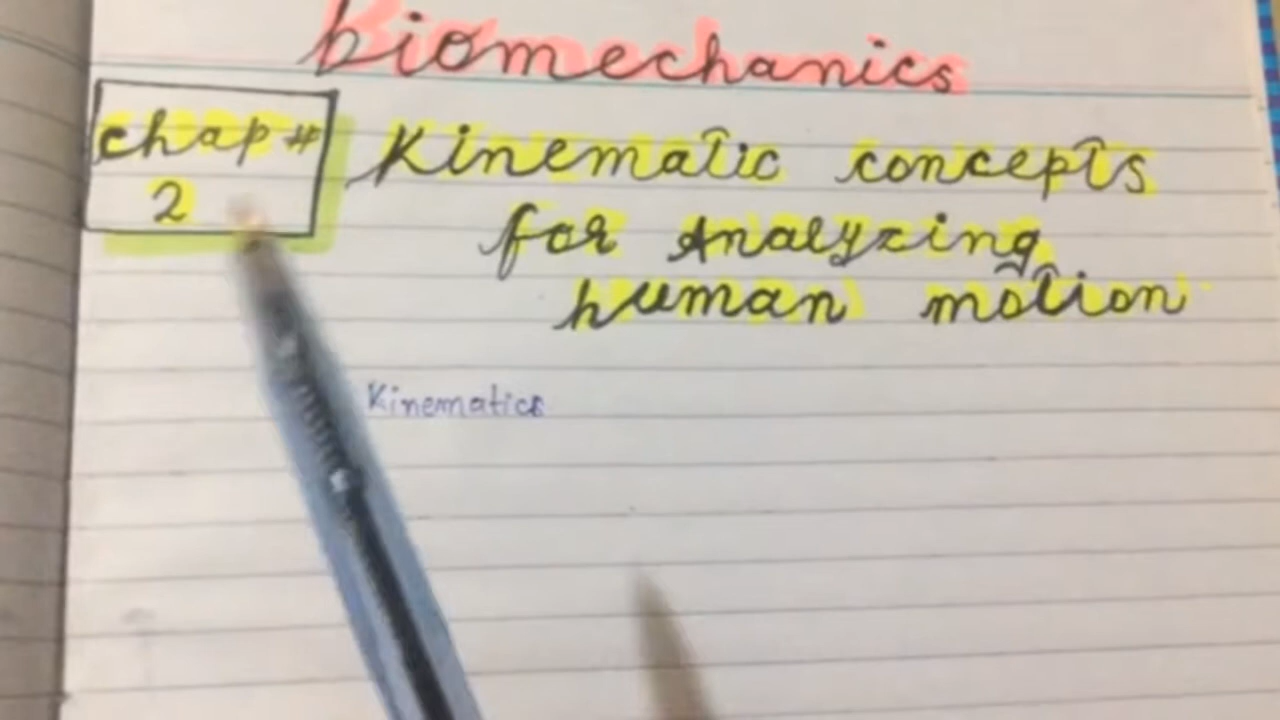 Biomechanics
chap #
2
Kinematic concepts
for Analyzing
human motion
Kinematics